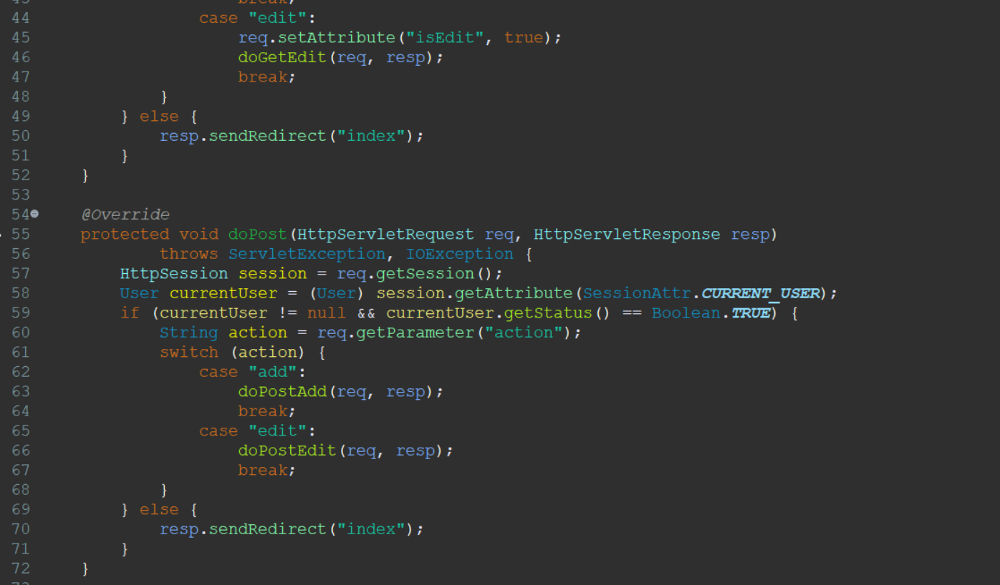 43 break;
44 case "edit":
45 req.setAttribute("isEdit", true);
46 doGetEdit(req, resp);
47 break;
48 }
49 } else {
50 resp.sendRedirect("index");
51 }
52 }
53
54 @Override
55 protected void doPost(HttpServletRequest req, HttpServletResponse resp)
56 throws ServletException, IOException {
57 HttpSession session = req.getSession();
58 User currentUser = (User) session.getAttribute(SessionAttr.CURRENT_USER);
59 if (currentUser != null && currentUser.getStatus() == Boolean.TRUE) {
60 String action = req.getParameter("action");
61 switch (action) {
62 case "add":
63 doPostAdd(req, resp);
64 break;
65 case "edit":
66 doPostEdit(req, resp);
67 break;
68 }
69 } else {
70 resp.sendRedirect("index");
71 }
72 }
73